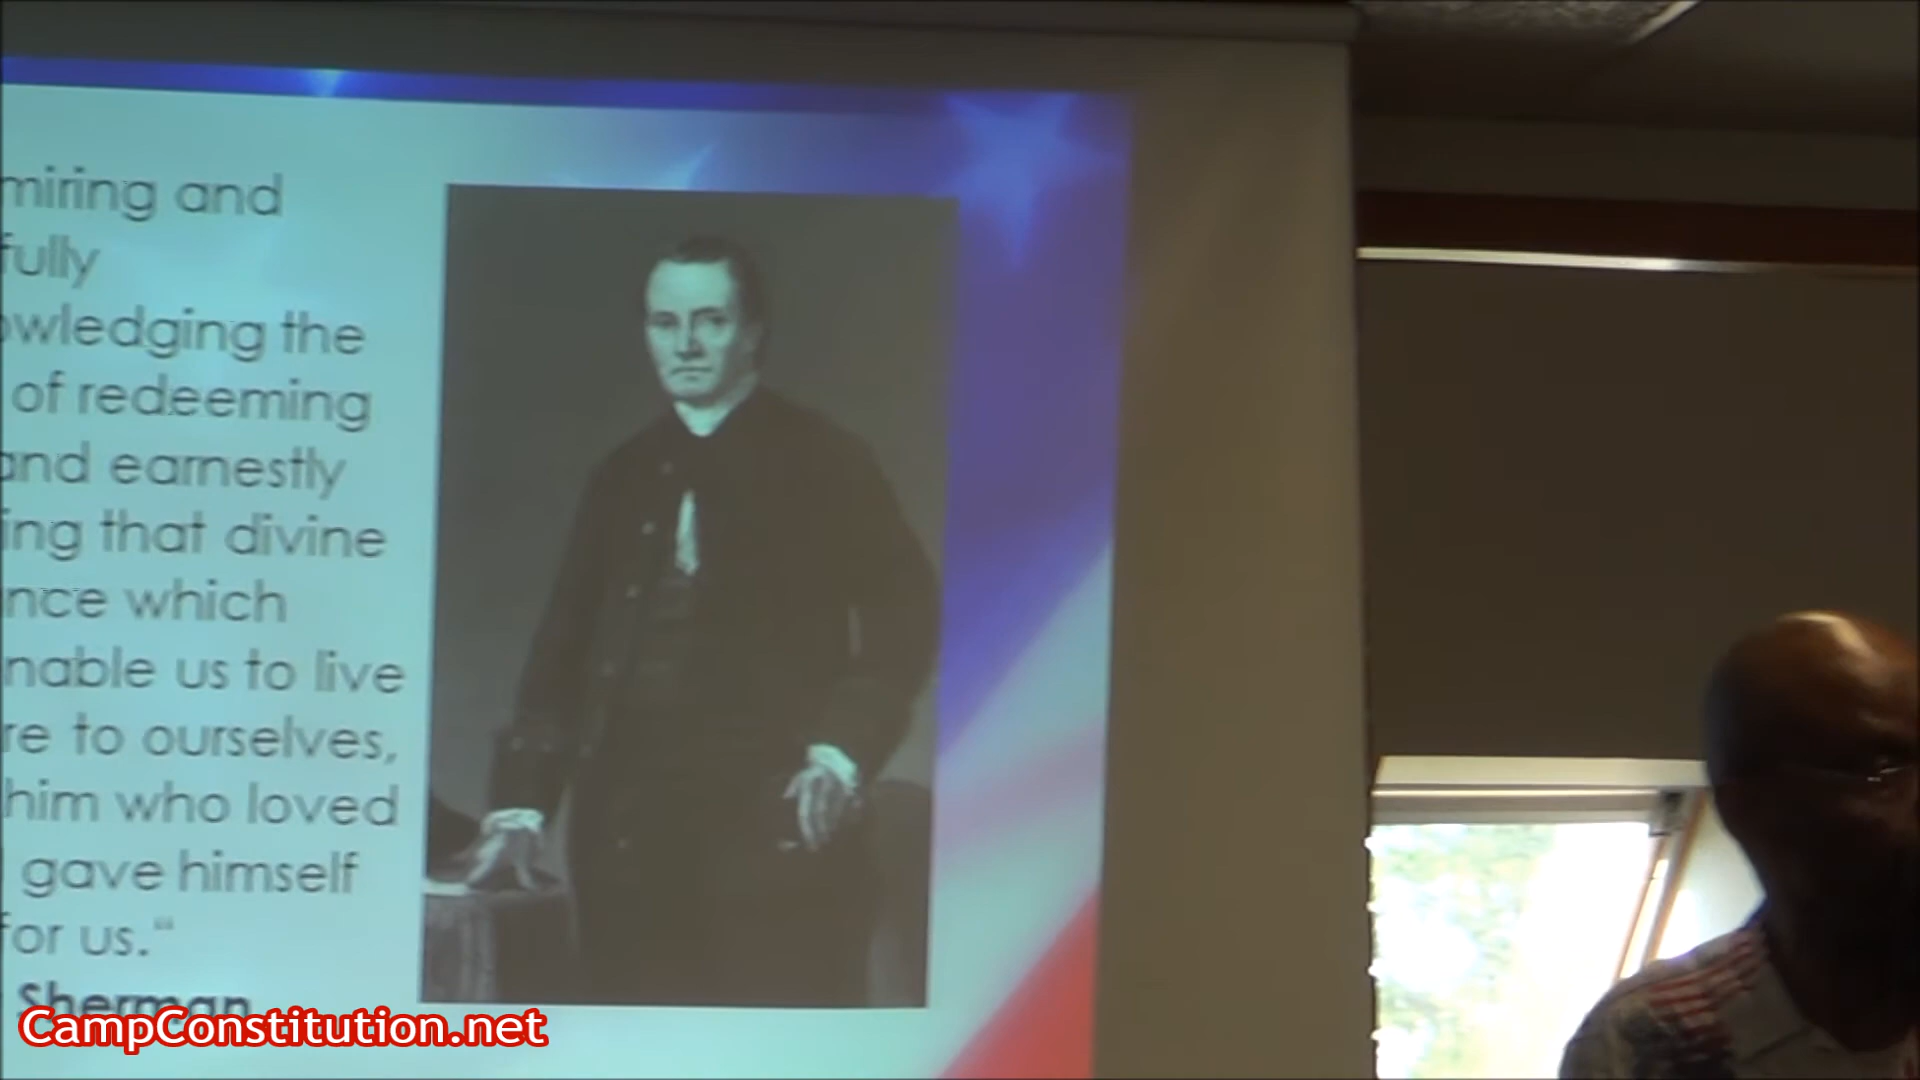 miring and
fully
owledging the
of redeeming
and earnestly
ing that divine
nce which
nable us to live
re to ourselves,
him who loved
gave himself
for us."
Sherman
CampConstitution.net